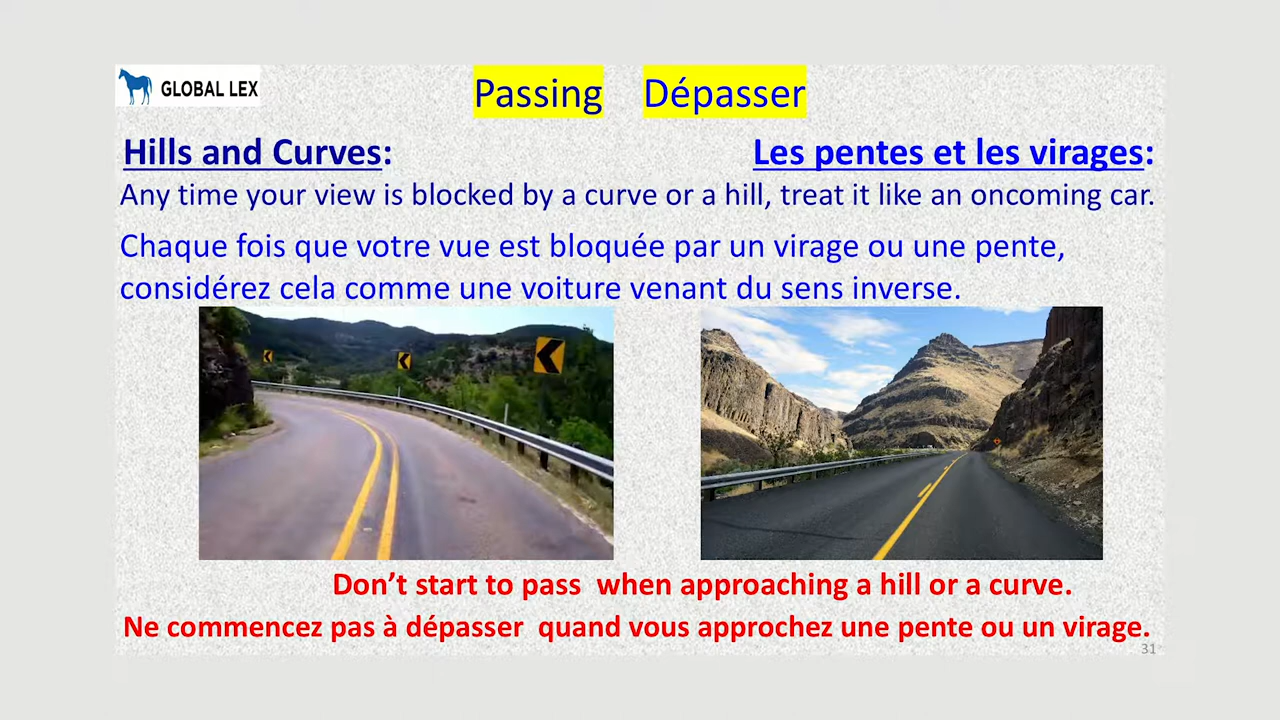 GLOBAL LEX
Passing Dépasser
Hills and Curves: Les pentes et les virages:
Any time your view is blocked by a curve or a hill, treat it like an oncoming car.
Chaque fois que votre vue est bloquée par un virage ou une pente,
considérez cela comme une voiture venant du sens inverse.
Don’t start to pass when approaching a hill or a curve.
Ne commencez pas à dépasser quand vous approchez une pente ou un virage.
31